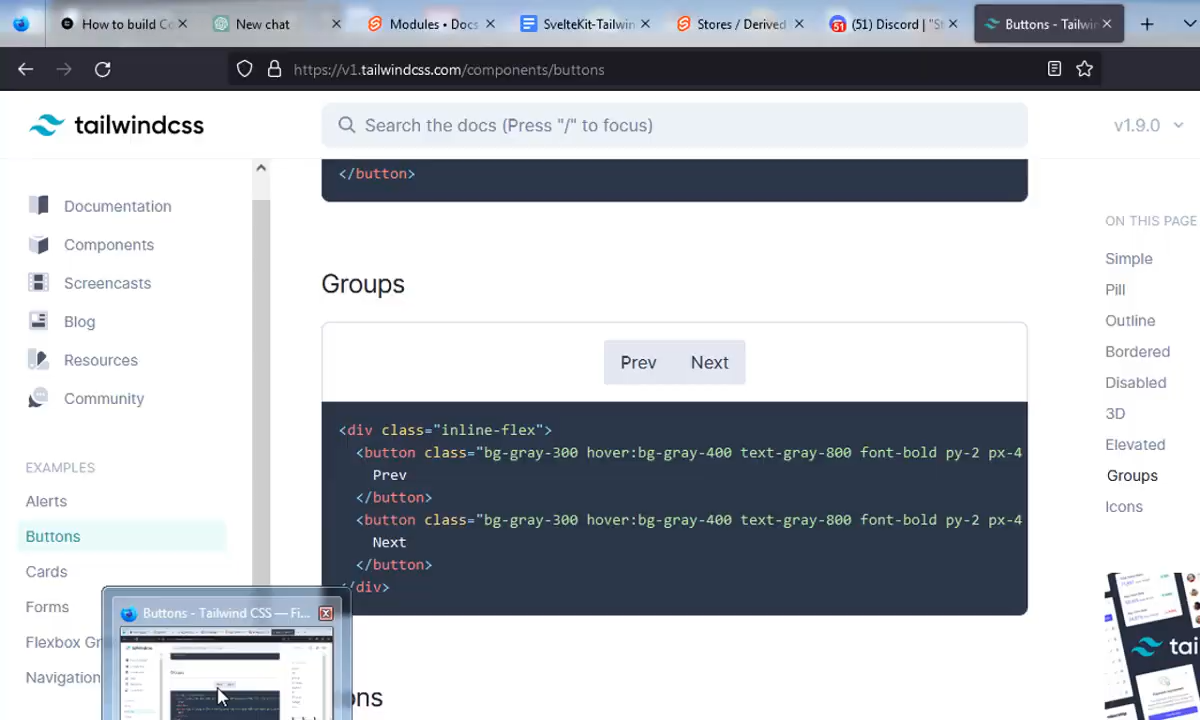 How to build Co
New chat
Modules • Docs
SvelteKit-Tailwin
Stores / Derived
(51) Discord | "St
Buttons - Tailwin
https://v1.tailwindcss.com/components/buttons
tailwindcss
Search the docs (Press "/" to focus)
v1.9.0
Documentation
Components
Screencasts
Blog
Resources
Community
EXAMPLES
Alerts
Buttons
Cards
Forms
Flexbox Gr
Navigation
</button>
Groups
Prev
Next
<div class="inline-flex">
<button class="bg-gray-300 hover:bg-gray-400 text-gray-800 font-bold py-2 px-4
Prev
</button>
<button class="bg-gray-300 hover:bg-gray-400 text-gray-800 font-bold py-2 px-4
Next
</button>
</div>
ons
ON THIS PAGE
Simple
Pill
Outline
Bordered
Disabled
3D
Elevated
Groups
Icons
tai
Buttons - Tailwind CSS — Fi...